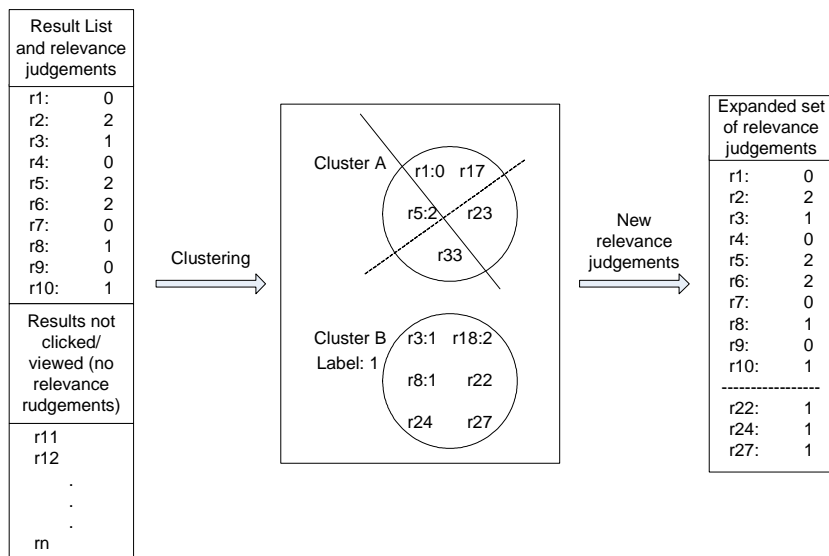 Result List
and relevance
judgements
r1: 0
r2: 2
r3: 1
r4: 0
r5: 2
r6: 2
r7: 0
r8: 1
r9: 0
r10: 1
Results not
clicked/
viewed (no
relevance
rudgements)
r11
r12
.
.
.
rn
Clustering
Cluster A
r1:0 r17
r5:2 r23
r33
Cluster B
Label: 1
r3:1 r18:2
r8:1 r22
r24 r27
New
relevance
judgements
Expanded set
of relevance
judgements
r1: 0
r2: 2
r3: 1
r4: 0
r5: 2
r6: 2
r7: 0
r8: 1
r9: 0
r10: 1
r22: 1
r24: 1
r27: 1